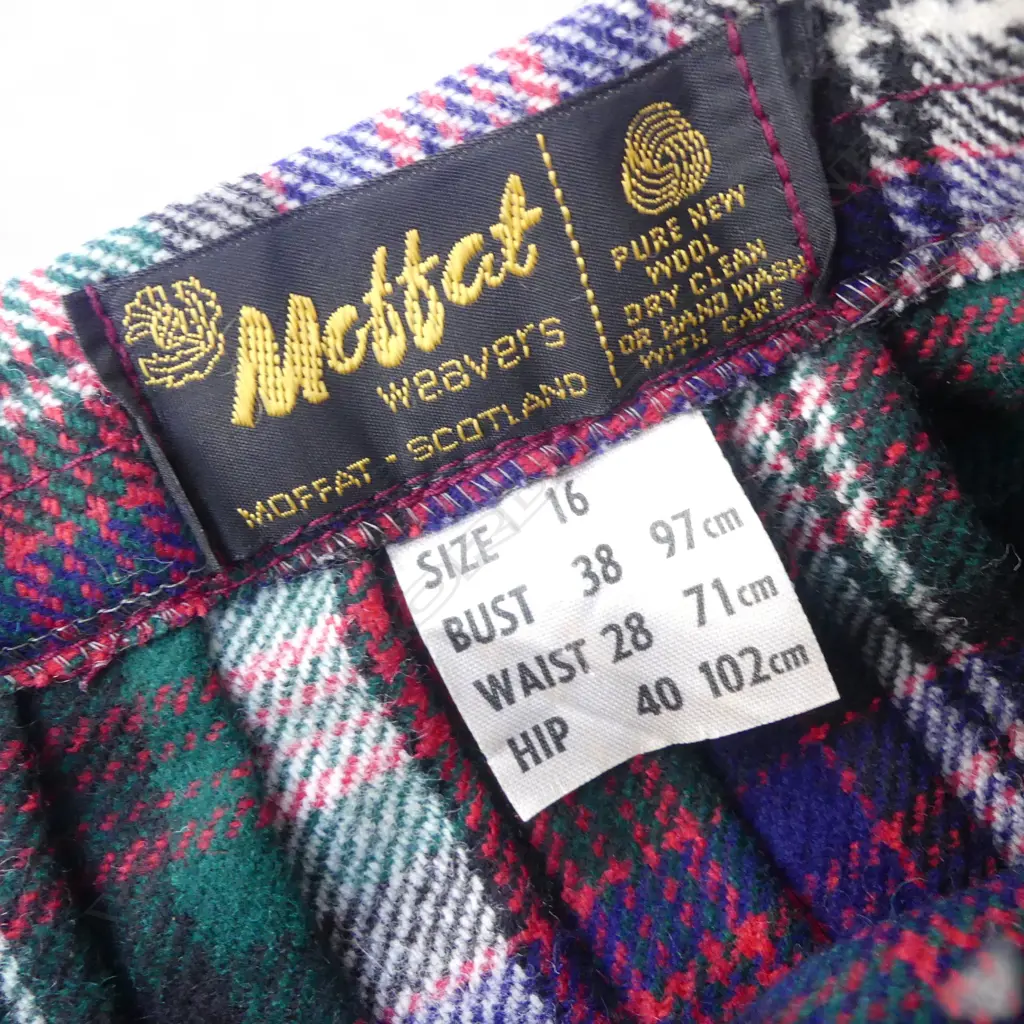 Moffat
weavers
MOFFAT - SCOTLAND
PURE NEW
WOOL
DRY CLEAN
OR HAND WASH
WITH CARE
SIZE 16
BUST 38 97cm
WAIST 28 71cm
HIP 40 102cm